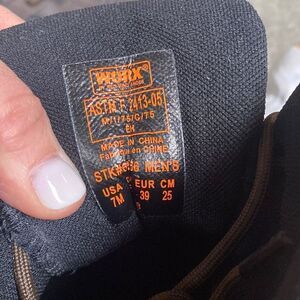 WORX
ASTM F 2413-05
M/I/75/C/75
EH
MADE IN CHINA
Fabriqué en CHINE
MEN'S
USA EUR CM
7M 39 25